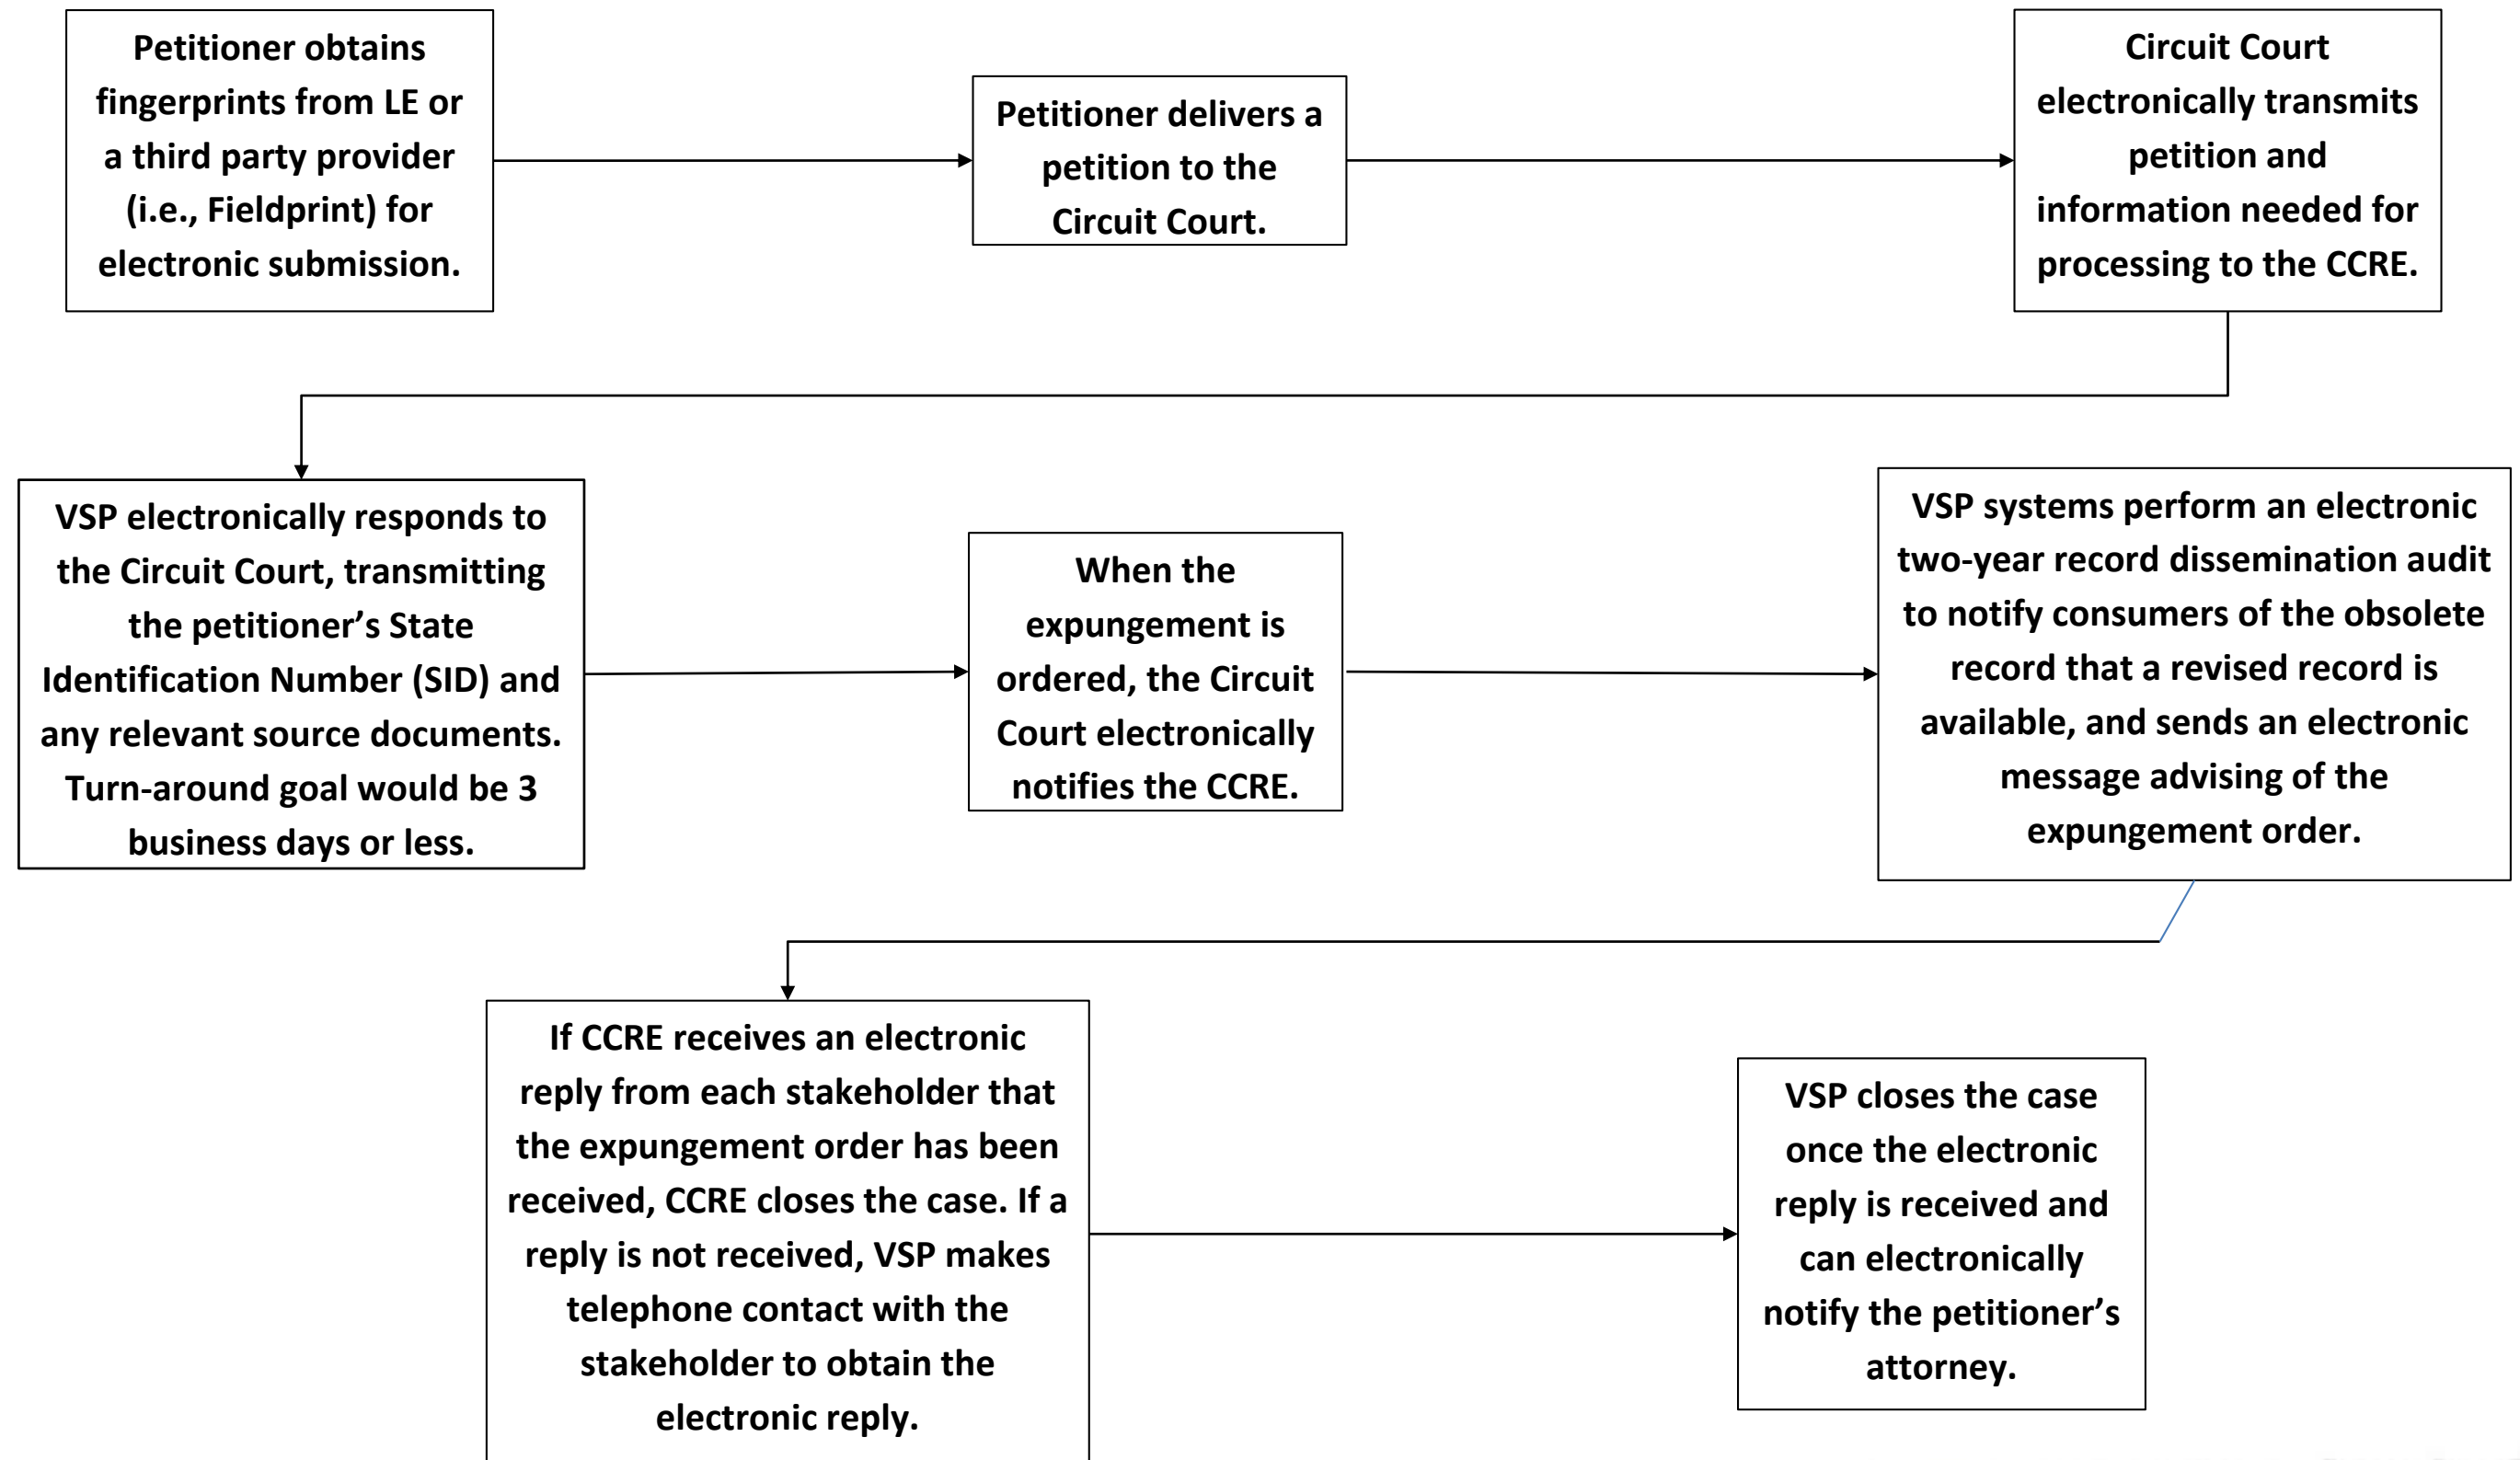 Petitioner obtains
fingerprints from LE or
a third party provider
(i.e., Fieldprint) for
electronic submission.
Petitioner delivers a
petition to the
Circuit Court.
Circuit Court
electronically transmits
petition and
information needed for
processing to the CCRE.
VSP electronically responds to
the Circuit Court, transmitting
the petitioner’s State
Identification Number (SID) and
any relevant source documents.
Turn-around goal would be 3
business days or less.
When the
expungement is
ordered, the Circuit
Court electronically
notifies the CCRE.
VSP systems perform an electronic
two-year record dissemination audit
to notify consumers of the obsolete
record that a revised record is
available, and sends an electronic
message advising of the
expungement order.
If CCRE receives an electronic
reply from each stakeholder that
the expungement order has been
received, CCRE closes the case. If a
reply is not received, VSP makes
telephone contact with the
stakeholder to obtain the
electronic reply.
VSP closes the case
once the electronic
reply is received and
can electronically
notify the petitioner’s
attorney.